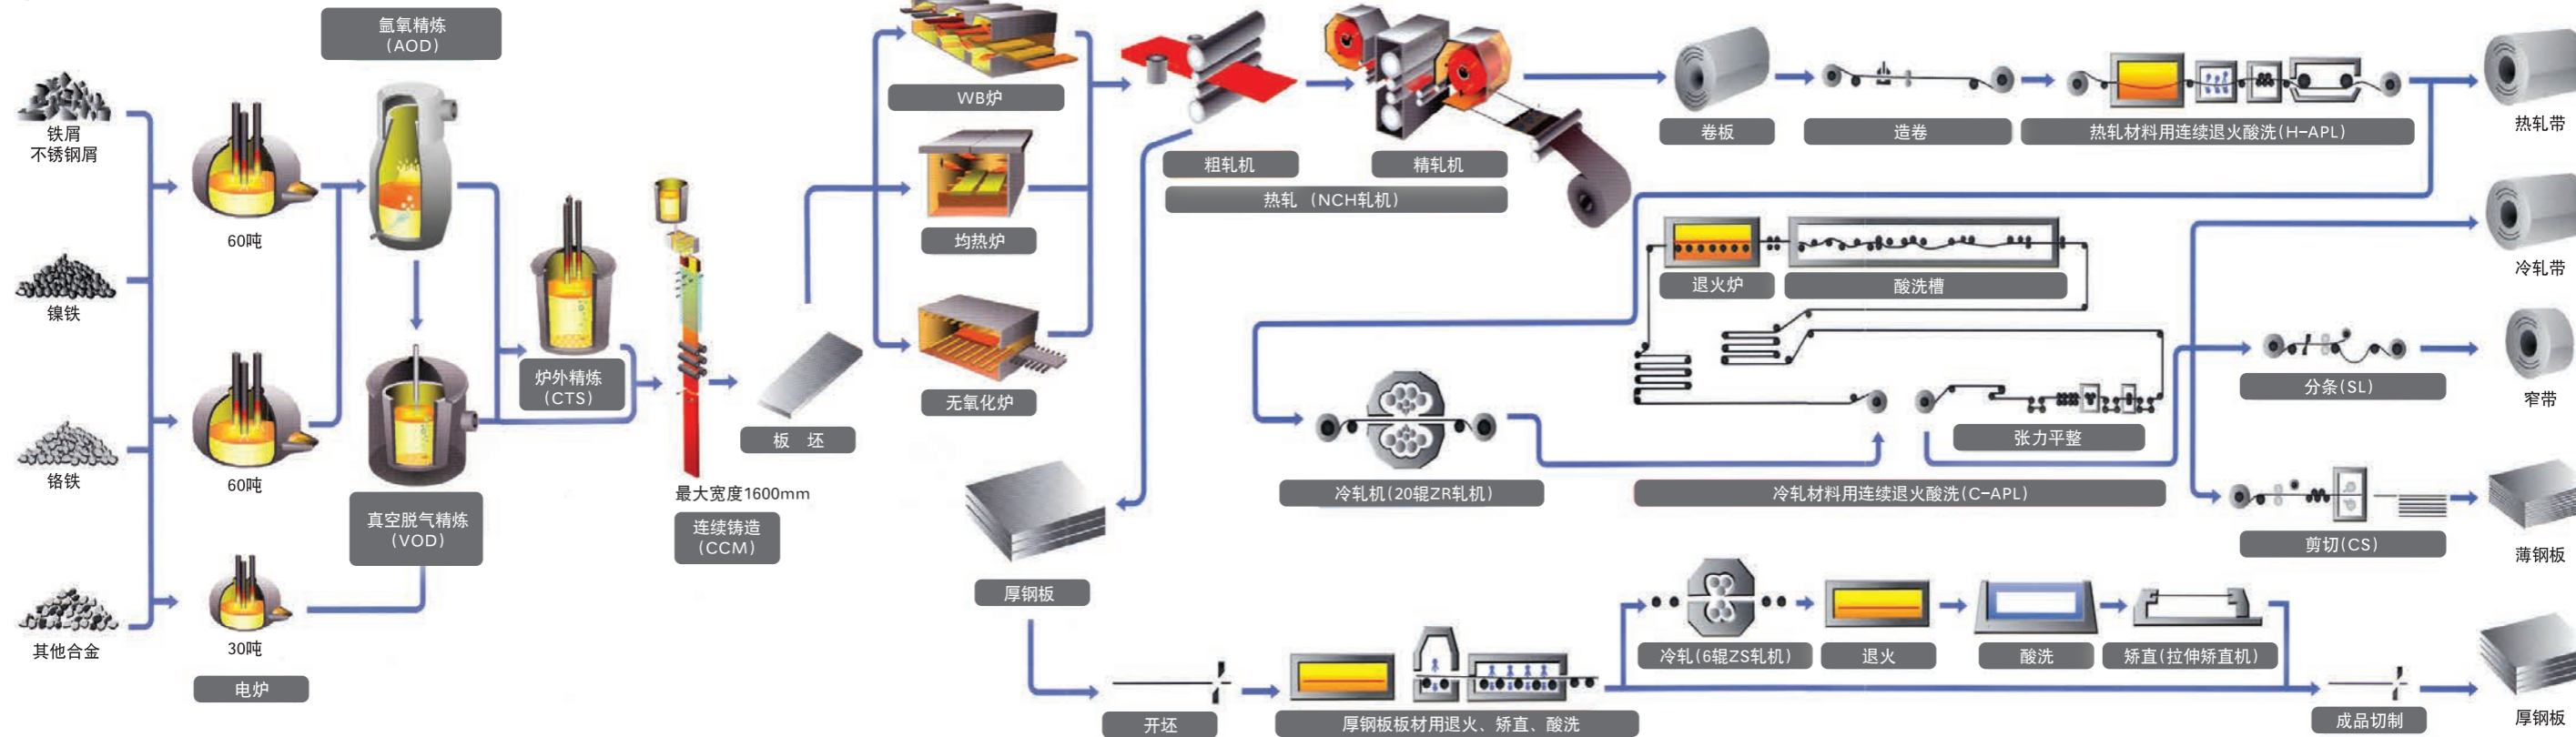 氩氧精炼
(AOD)
铁屑
不锈钢屑
60吨
镍铁
铬铁
60吨
真空脱气精炼
(VOD)
其他合金
30吨
电炉
炉外精炼
(CTS)
最大宽度1600mm
连续铸造
(CCM)
板 坯
WB炉
均热炉
无氧化炉
粗轧机
精轧机
热轧 (NCH轧机)
卷板
造卷
热轧材料用连续退火酸洗(H-APL)
热轧带
退火炉
酸洗槽
冷轧带
分条(SL)
窄带
张力平整
冷轧机(20辊ZR轧机)
冷轧材料用连续退火酸洗(C-APL)
剪切(CS)
薄钢板
厚钢板
冷轧(6辊ZS轧机)
退火
酸洗
矫直(拉伸矫直机)
开坯
厚钢板板材用退火、矫直、酸洗
成品切制
厚钢板